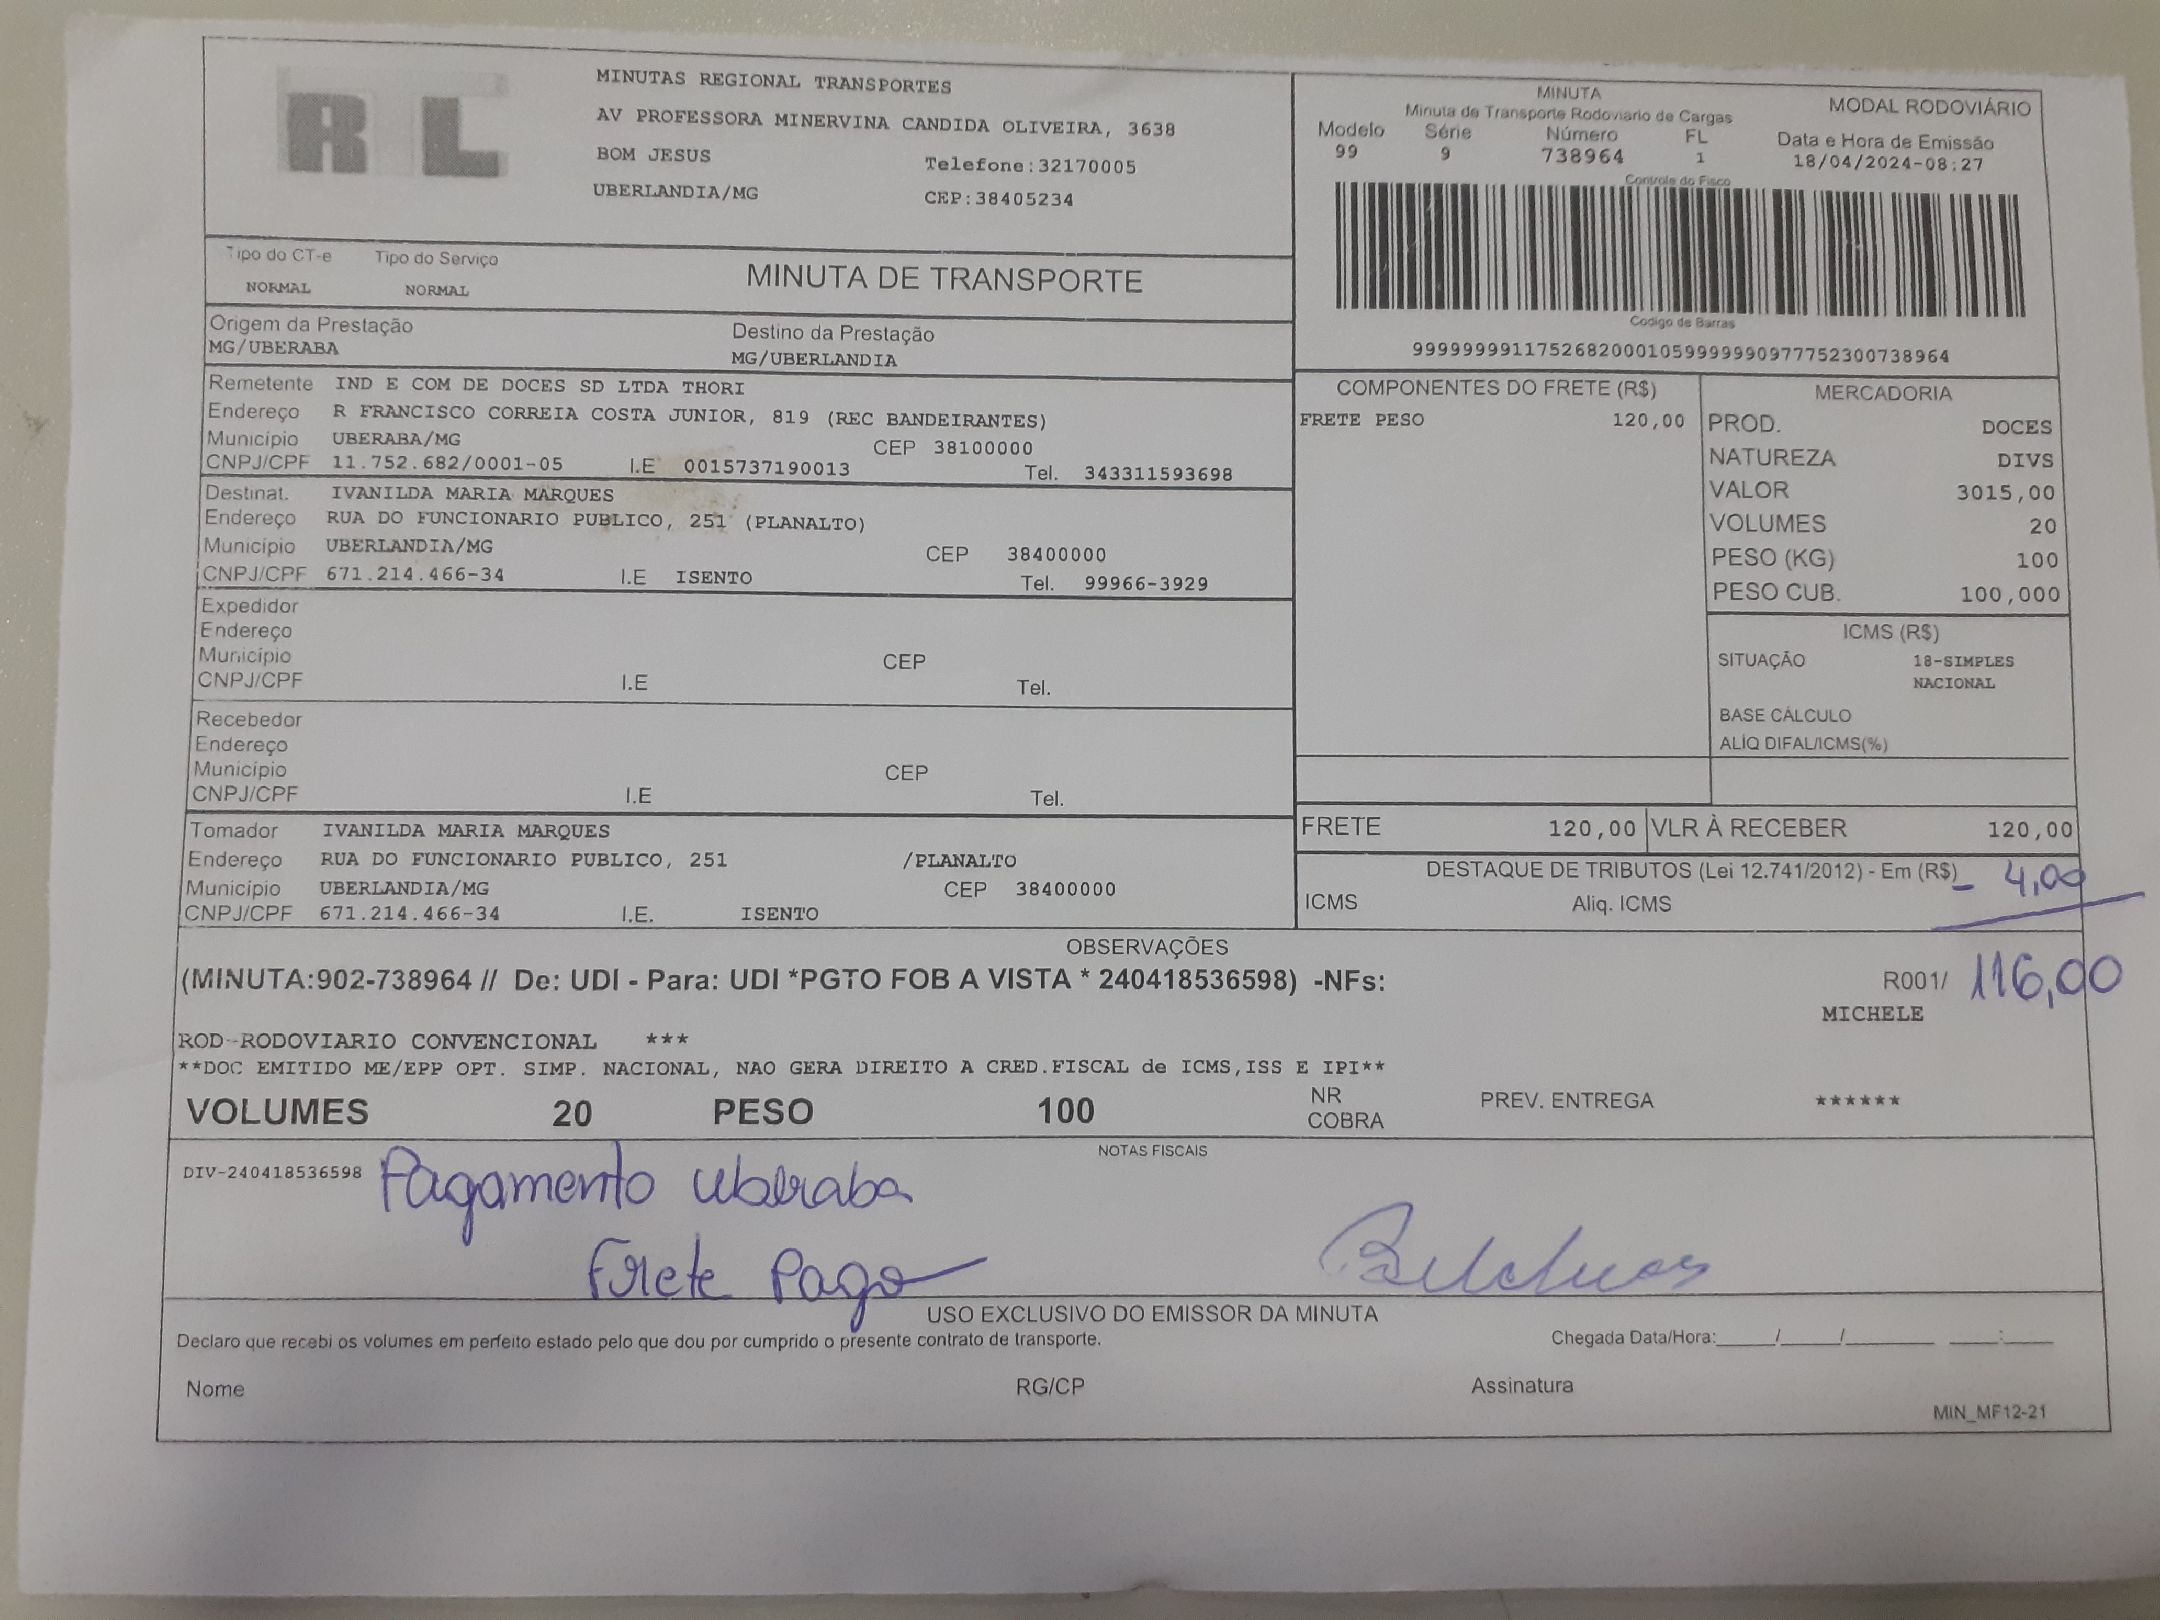 RTL
MINUTAS REGIONAL TRANSPORTES
AV PROFESSORA MINERVINA CANDIDA OLIVEIRA, 3638
BOM JESUS Telefone:32170005
UBERLANDIA/MG CEP:38405234
MINUTA
Minuta de Transporte Rodoviario de Cargas
MODAL RODOVIÁRIO
Modelo Série Número FL Data e Hora de Emissão
99 9 738964 1 18/04/2024-08:27
Controle do Fisco
Codigo de Barras
99999999117526820001059999990977752300738964
Tipo do CT-e Tipo do Serviço
NORMAL NORMAL
MINUTA DE TRANSPORTE
Origem da Prestação Destino da Prestação
MG/UBERABA MG/UBERLANDIA
Remetente IND E COM DE DOCES SD LTDA THORI
Endereço R FRANCISCO CORREIA COSTA JUNIOR, 819 (REC BANDEIRANTES)
Município UBERABA/MG CEP 38100000
CNPJ/CPF 11.752.682/0001-05 I.E 0015737190013 Tel. 343311593698
Destinat. IVANILDA MARIA MARQUES
Endereço RUA DO FUNCIONARIO PUBLICO, 251 (PLANALTO)
Município UBERLANDIA/MG CEP 38400000
CNPJ/CPF 671.214.466-34 I.E ISENTO Tel. 99966-3929
Expedidor
Endereço
Município CEP
CNPJ/CPF I.E Tel.
Recebedor
Endereço
Município CEP
CNPJ/CPF I.E Tel.
Tomador IVANILDA MARIA MARQUES
Endereço RUA DO FUNCIONARIO PUBLICO, 251 /PLANALTO
Município UBERLANDIA/MG CEP 38400000
CNPJ/CPF 671.214.466-34 I.E. ISENTO
COMPONENTES DO FRETE (R$)
FRETE PESO 120,00
MERCADORIA
PROD. DOCES
NATUREZA DIVS
VALOR 3015,00
VOLUMES 20
PESO (KG) 100
PESO CUB. 100,000
ICMS (R$)
SITUAÇÃO 18-SIMPLES
NACIONAL
BASE CÁLCULO
ALÍQ DIFAL/ICMS(%)
FRETE 120,00 VLR À RECEBER 120,00
DESTAQUE DE TRIBUTOS (Lei 12.741/2012) - Em (R$)
- 4,00
ICMS Aliq. ICMS
OBSERVAÇÕES
(MINUTA:902-738964 // De: UDI - Para: UDI *PGTO FOB A VISTA * 240418536598) -NFs:
R001/ 116,00
MICHELE
ROD-RODOVIARIO CONVENCIONAL ***
**DOC EMITIDO ME/EPP OPT. SIMP. NACIONAL, NAO GERA DIREITO A CRED.FISCAL de ICMS,ISS E IPI**
VOLUMES 20 PESO 100 NR COBRA PREV. ENTREGA ******
NOTAS FISCAIS
DIV-240418536598 Pagamento Uberaba
Frete Pago
USO EXCLUSIVO DO EMISSOR DA MINUTA
Declaro que recebi os volumes em perfeito estado pelo que dou por cumprido o presente contrato de transporte. Chegada Data/Hora:____/____/______ ___:___
Nome RG/CP Assinatura
MIN_MF12-21